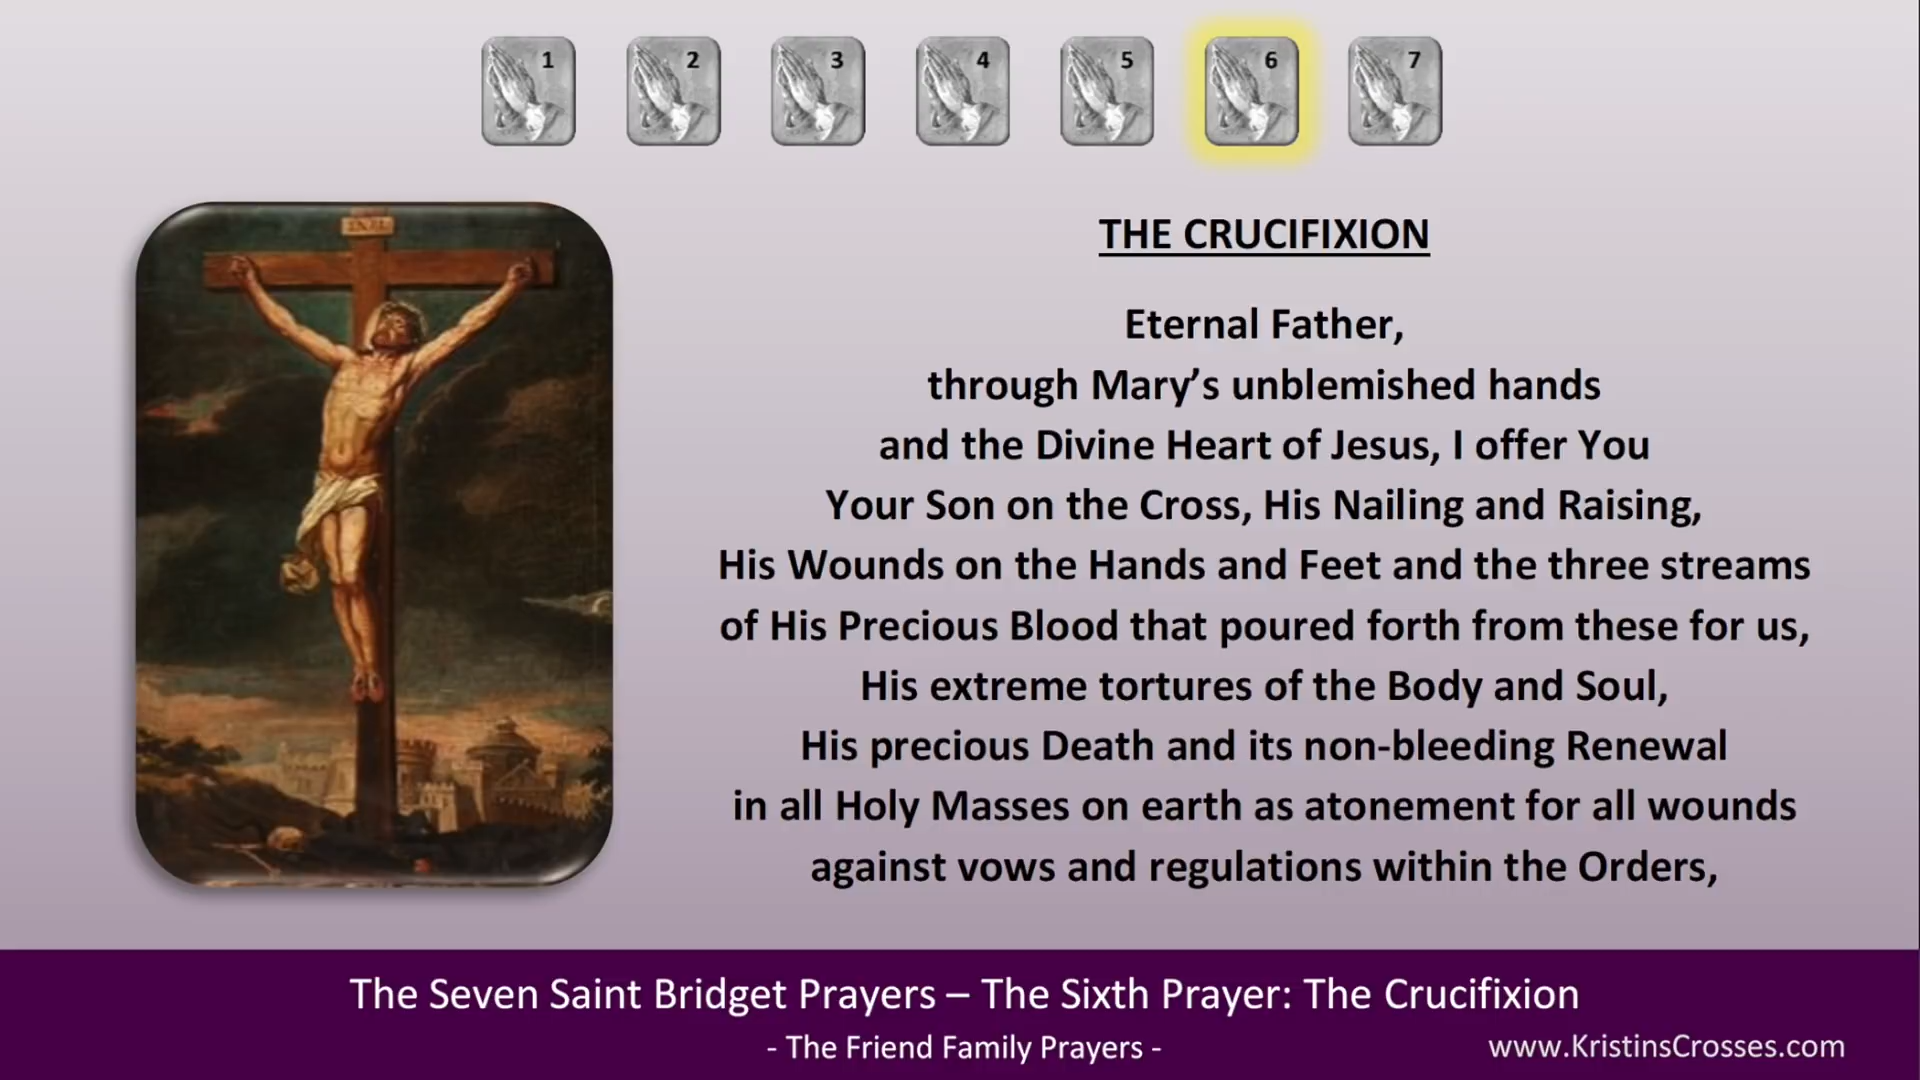 1 2 3 4 5 6 7
INRI
THE CRUCIFIXION
Eternal Father,
through Mary’s unblemished hands
and the Divine Heart of Jesus, I offer You
Your Son on the Cross, His Nailing and Raising,
His Wounds on the Hands and Feet and the three streams
of His Precious Blood that poured forth from these for us,
His extreme tortures of the Body and Soul,
His precious Death and its non-bleeding Renewal
in all Holy Masses on earth as atonement for all wounds
against vows and regulations within the Orders,
The Seven Saint Bridget Prayers – The Sixth Prayer: The Crucifixion
- The Friend Family Prayers -
www.KristinsCrosses.com